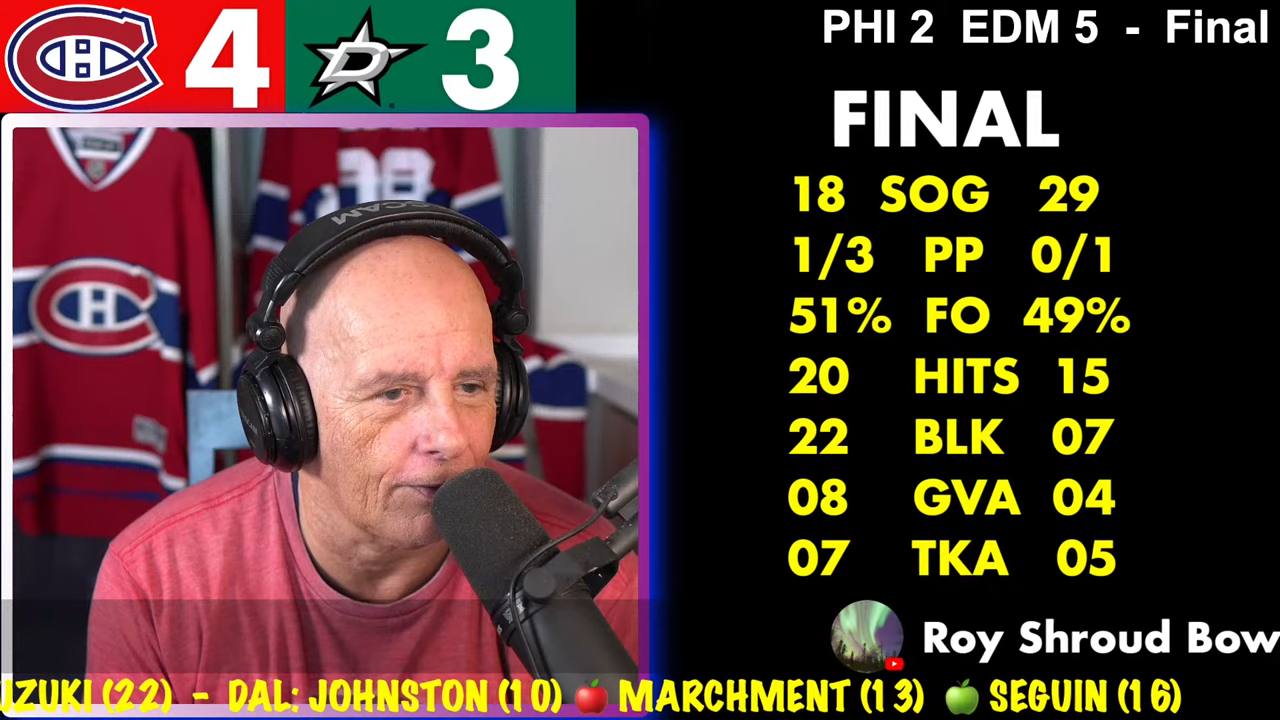 4 3
PHI 2 EDM 5 - Final
FINAL
18 SOG 29
1/3 PP 0/1
51% FO 49%
20 HITS 15
22 BLK 07
08 GVA 04
07 TKA 05
Roy Shroud Bow
UZUKI (22) - DAL: JOHNSTON (10) 🍎 MARCHMENT (13) 🍏 SEGUIN (16)